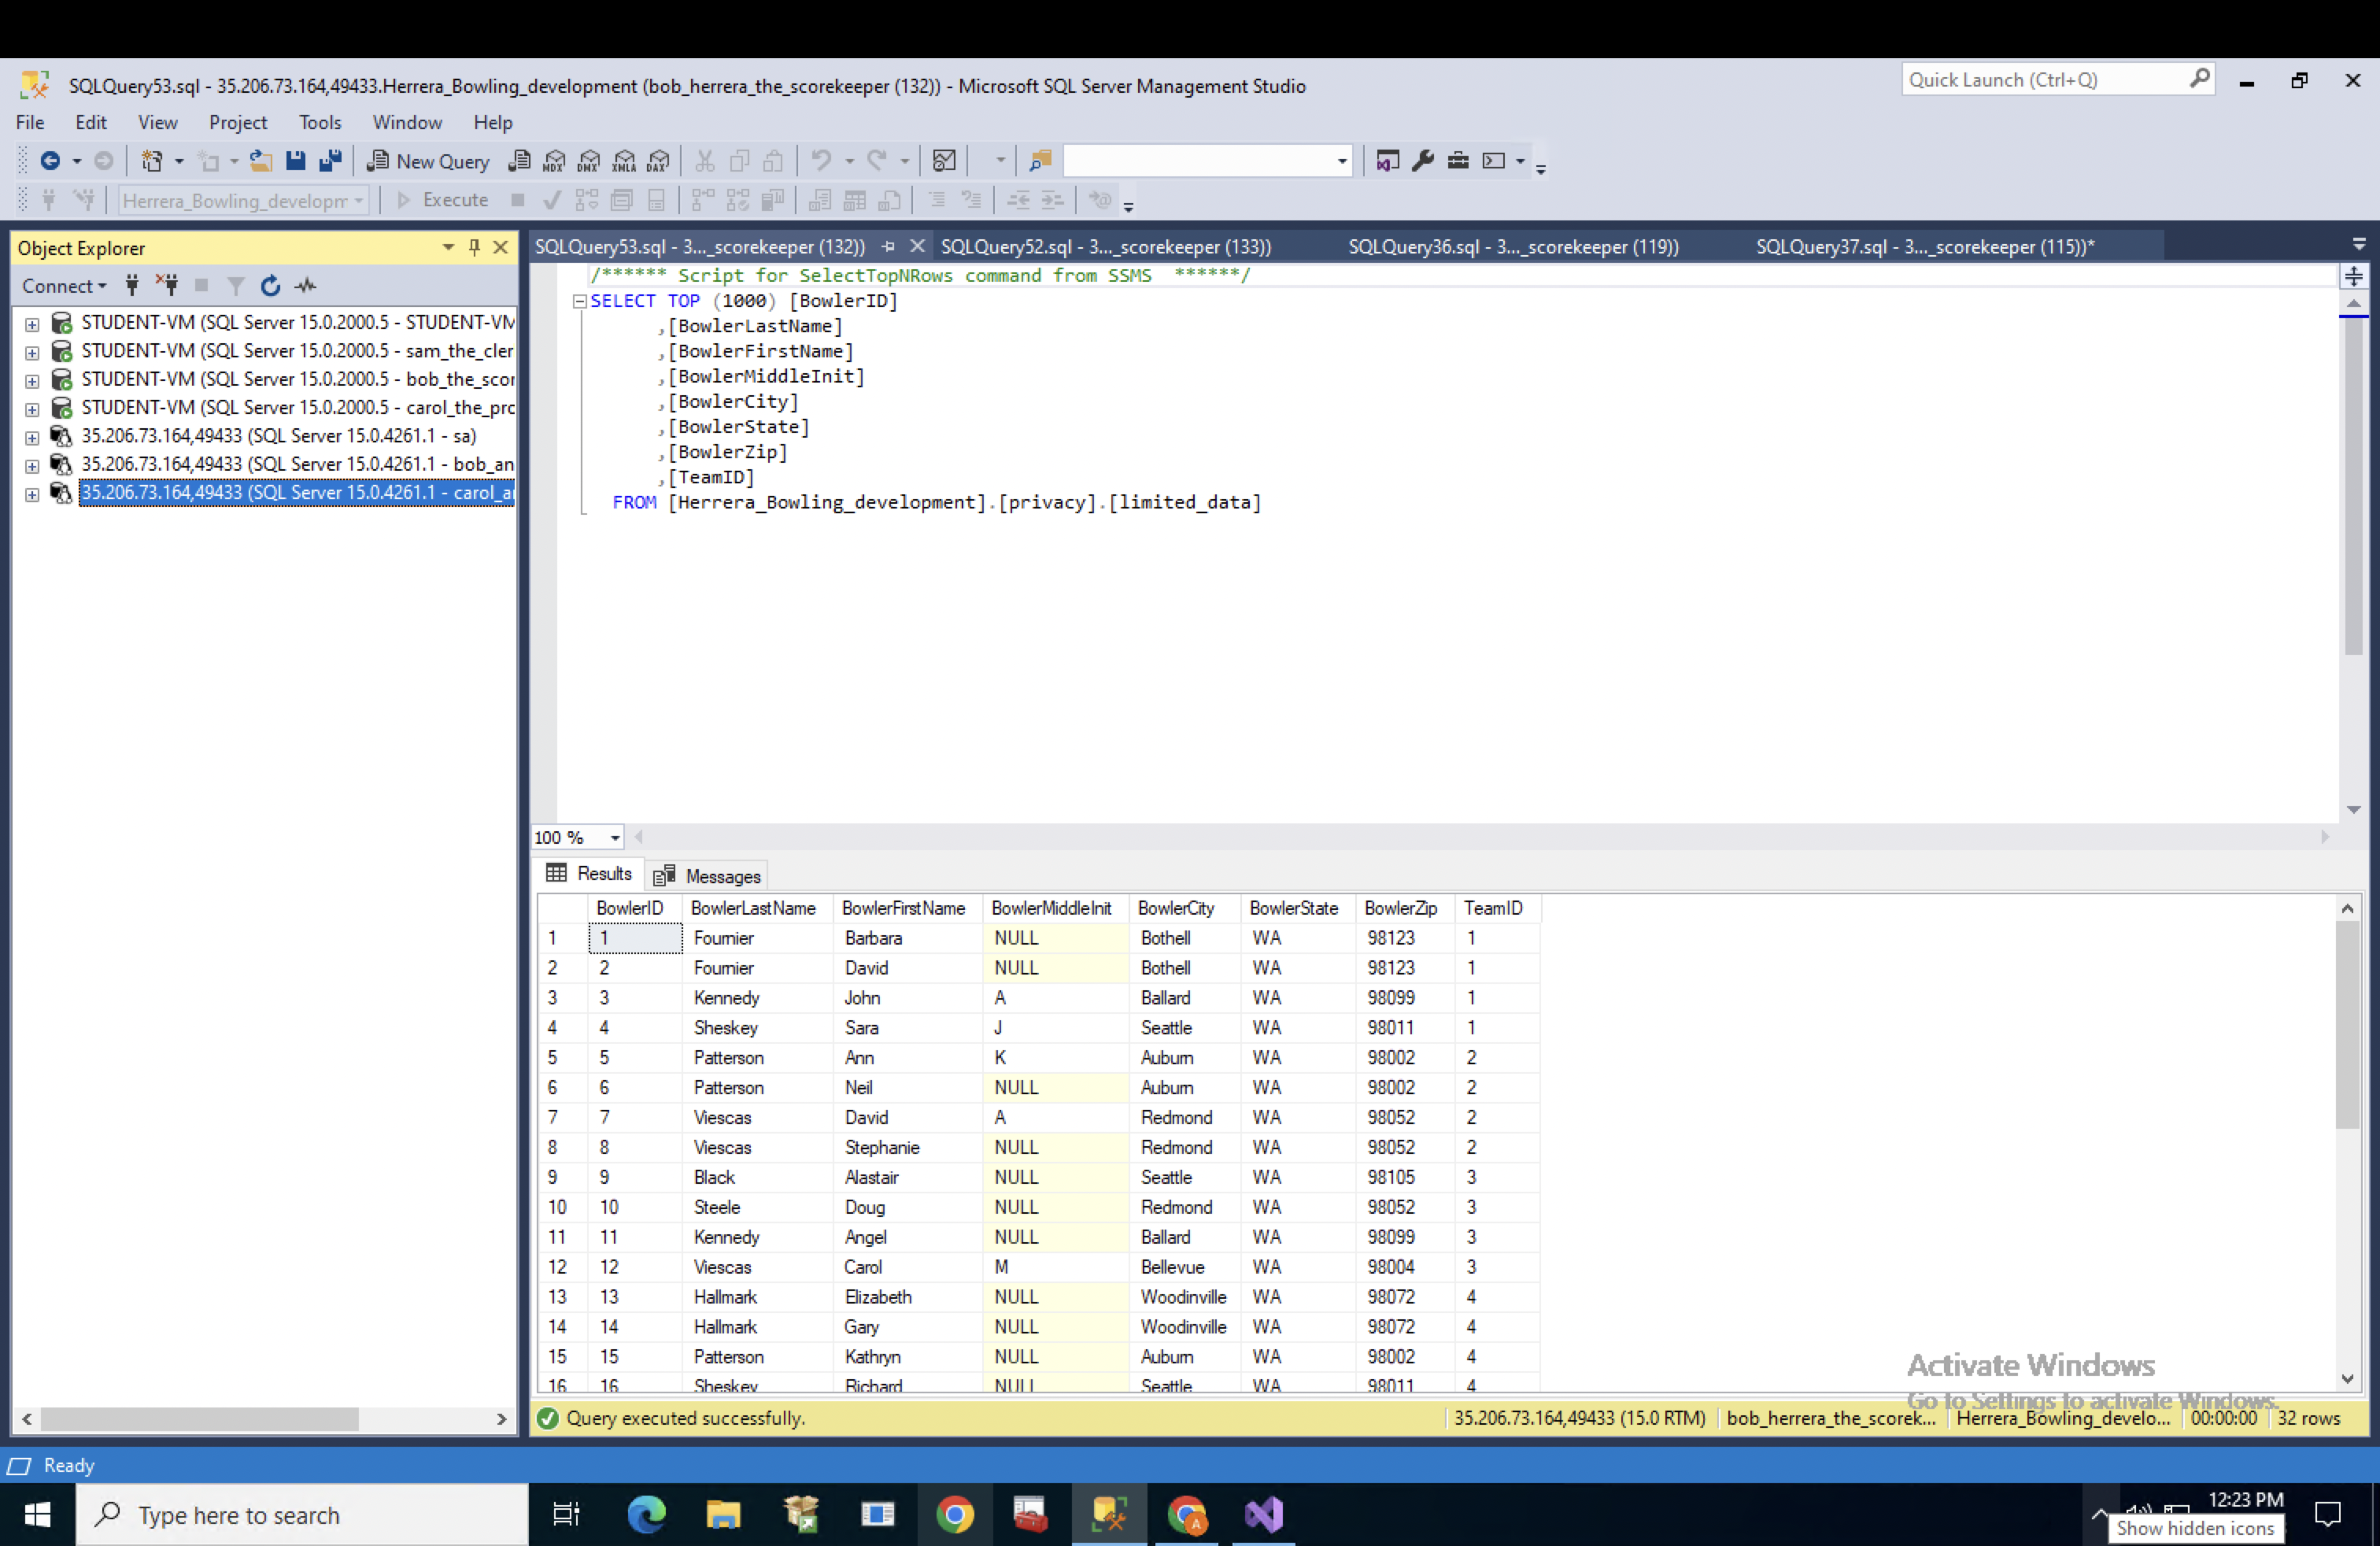 SQLQuery53.sql - 35.206.73.164,49433.Herrera_Bowling_development (bob_herrera_the_scorekeeper (132)) - Microsoft SQL Server Management Studio
Quick Launch (Ctrl+Q)
File Edit View Project Tools Window Help
New Query MDX DMX XMLA DAX
Herrera_Bowling_developm Execute
Object Explorer
SQLQuery53.sql - 3..._scorekeeper (132)) SQLQuery52.sql - 3..._scorekeeper (133)) SQLQuery36.sql - 3..._scorekeeper (119)) SQLQuery37.sql - 3..._scorekeeper (115))*
Connect
STUDENT-VM (SQL Server 15.0.2000.5 - STUDENT-VM
STUDENT-VM (SQL Server 15.0.2000.5 - sam_the_cler
STUDENT-VM (SQL Server 15.0.2000.5 - bob_the_scor
STUDENT-VM (SQL Server 15.0.2000.5 - carol_the_pro
35.206.73.164,49433 (SQL Server 15.0.4261.1 - sa)
35.206.73.164,49433 (SQL Server 15.0.4261.1 - bob_an
35.206.73.164,49433 (SQL Server 15.0.4261.1 - carol_a
/****** Script for SelectTopNRows command from SSMS ******/
SELECT TOP (1000) [BowlerID]
,[BowlerLastName]
,[BowlerFirstName]
,[BowlerMiddleInit]
,[BowlerCity]
,[BowlerState]
,[BowlerZip]
,[TeamID]
FROM [Herrera_Bowling_development].[privacy].[limited_data]
100 %
Results Messages
BowlerID BowlerLastName BowlerFirstName BowlerMiddleInit BowlerCity BowlerState BowlerZip TeamID
1 1 Fournier Barbara NULL Bothell WA 98123 1
2 2 Fournier David NULL Bothell WA 98123 1
3 3 Kennedy John A Ballard WA 98099 1
4 4 Sheskey Sara J Seattle WA 98011 1
5 5 Patterson Ann K Auburn WA 98002 2
6 6 Patterson Neil NULL Auburn WA 98002 2
7 7 Viescas David A Redmond WA 98052 2
8 8 Viescas Stephanie NULL Redmond WA 98052 2
9 9 Black Alastair NULL Seattle WA 98105 3
10 10 Steele Doug NULL Redmond WA 98052 3
11 11 Kennedy Angel NULL Ballard WA 98099 3
12 12 Viescas Carol M Bellevue WA 98004 3
13 13 Hallmark Elizabeth NULL Woodinville WA 98072 4
14 14 Hallmark Gary NULL Woodinville WA 98072 4
15 15 Patterson Kathryn NULL Auburn WA 98002 4
16 16 Sheskey Richard NULL Seattle WA 98011 4
Activate Windows
Go to Settings to activate Windows.
Query executed successfully. 35.206.73.164,49433 (15.0 RTM) bob_herrera_the_scorek... Herrera_Bowling_develo... 00:00:00 32 rows
Ready
Type here to search
12:23 PM
Show hidden icons